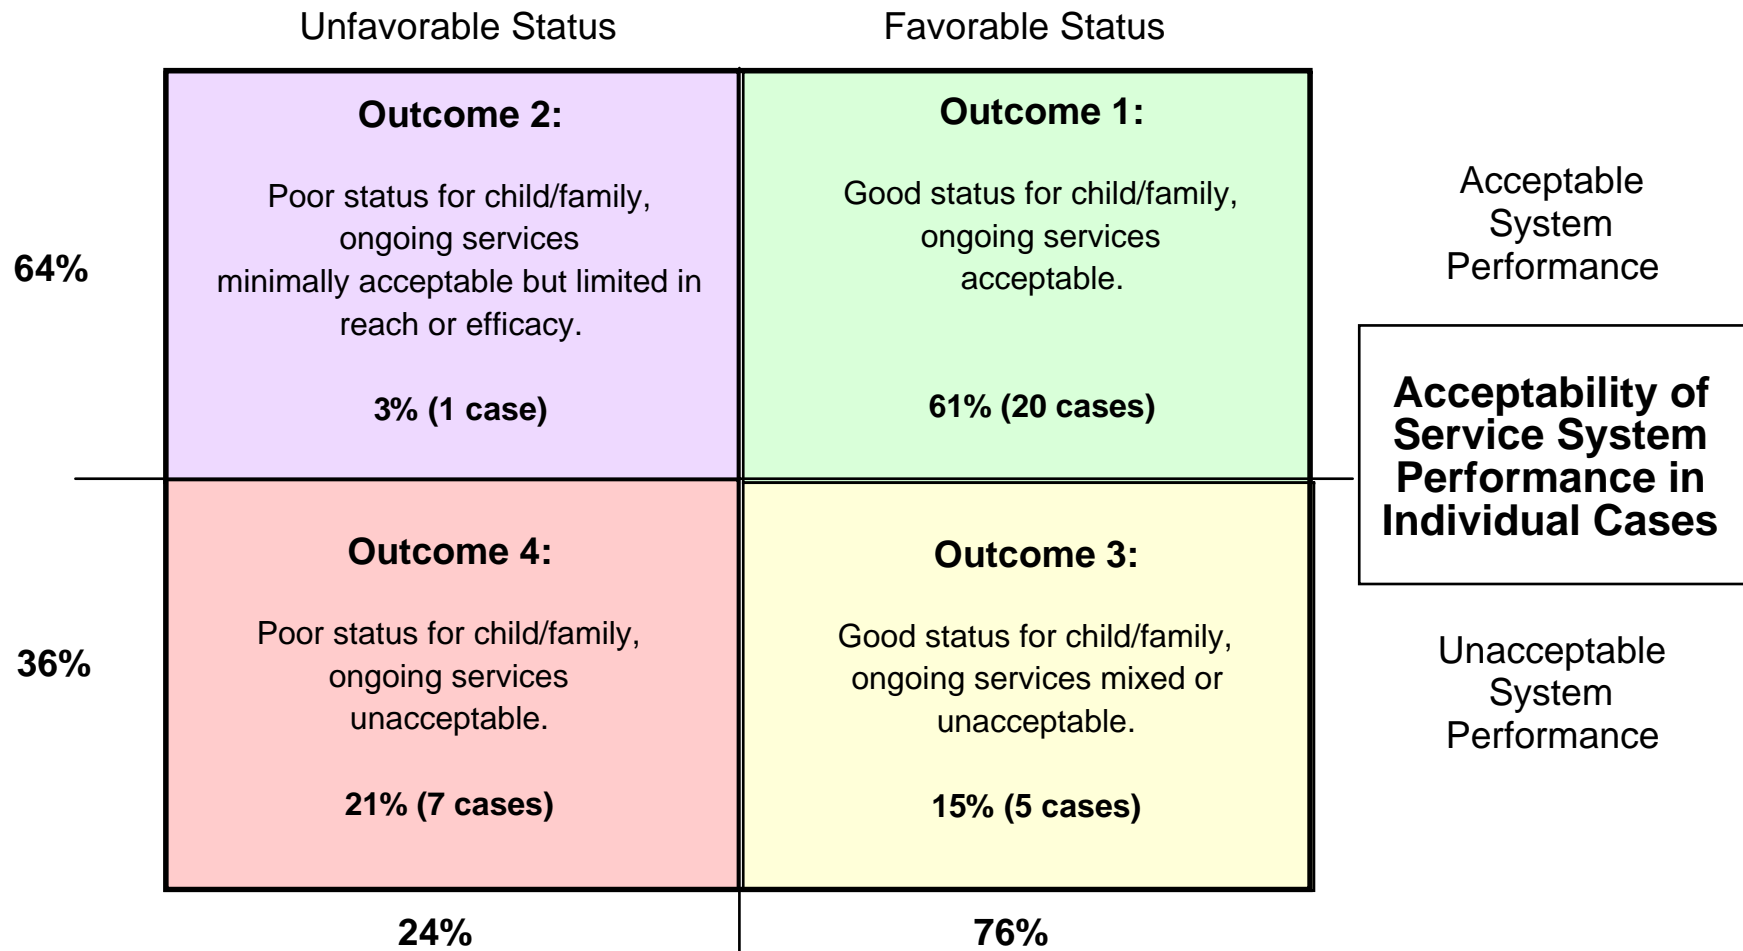 Unfavorable Status
Favorable Status
64%
Outcome 2:
Poor status for child/family,
ongoing services
minimally acceptable but limited in
reach or efficacy.
3% (1 case)
Outcome 1:
Good status for child/family,
ongoing services
acceptable.
61% (20 cases)
Acceptable
System
Performance
Acceptability of
Service System
Performance in
Individual Cases
36%
Outcome 4:
Poor status for child/family,
ongoing services
unacceptable.
21% (7 cases)
Outcome 3:
Good status for child/family,
ongoing services mixed or
unacceptable.
15% (5 cases)
Unacceptable
System
Performance
24%
76%